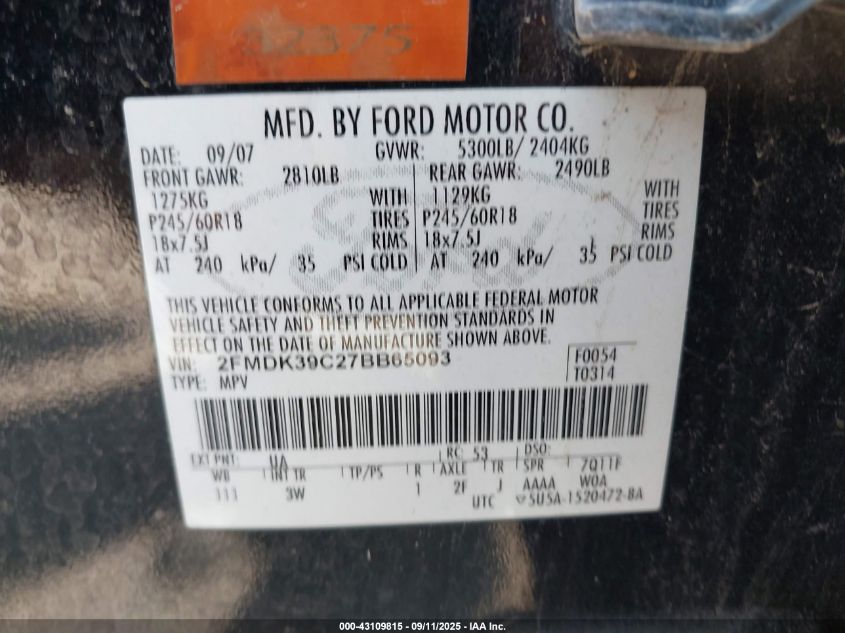 32375
MFD. BY FORD MOTOR CO.
DATE: 09/07 GVWR: 5300LB/ 2404KG
FRONT GAWR: 2810LB REAR GAWR: 2490LB
1275KG WITH 1129KG WITH
P245/60R18 TIRES P245/60R18 TIRES
18x7.5J RIMS 18x7.5J RIMS
AT 240 kPa/ 35 PSI COLD AT 240 kPa/ 35 PSI COLD
THIS VEHICLE CONFORMS TO ALL APPLICABLE FEDERAL MOTOR
VEHICLE SAFETY AND THEFT PREVENTION STANDARDS IN
EFFECT ON THE DATE OF MANUFACTURE SHOWN ABOVE.
VIN: 2FMDK39C27BB65093 F0054
TYPE: MPV T0314
EXT PNT: UA RC: 53 DSO:
WB INT TR TP/PS R AXLE TR SPR 7Q11F
111 3W 1 2F J AAAA WOA
UTC ▽5U5A-1520472-BA
000-43109815 - 09/11/2025 - IAA Inc.